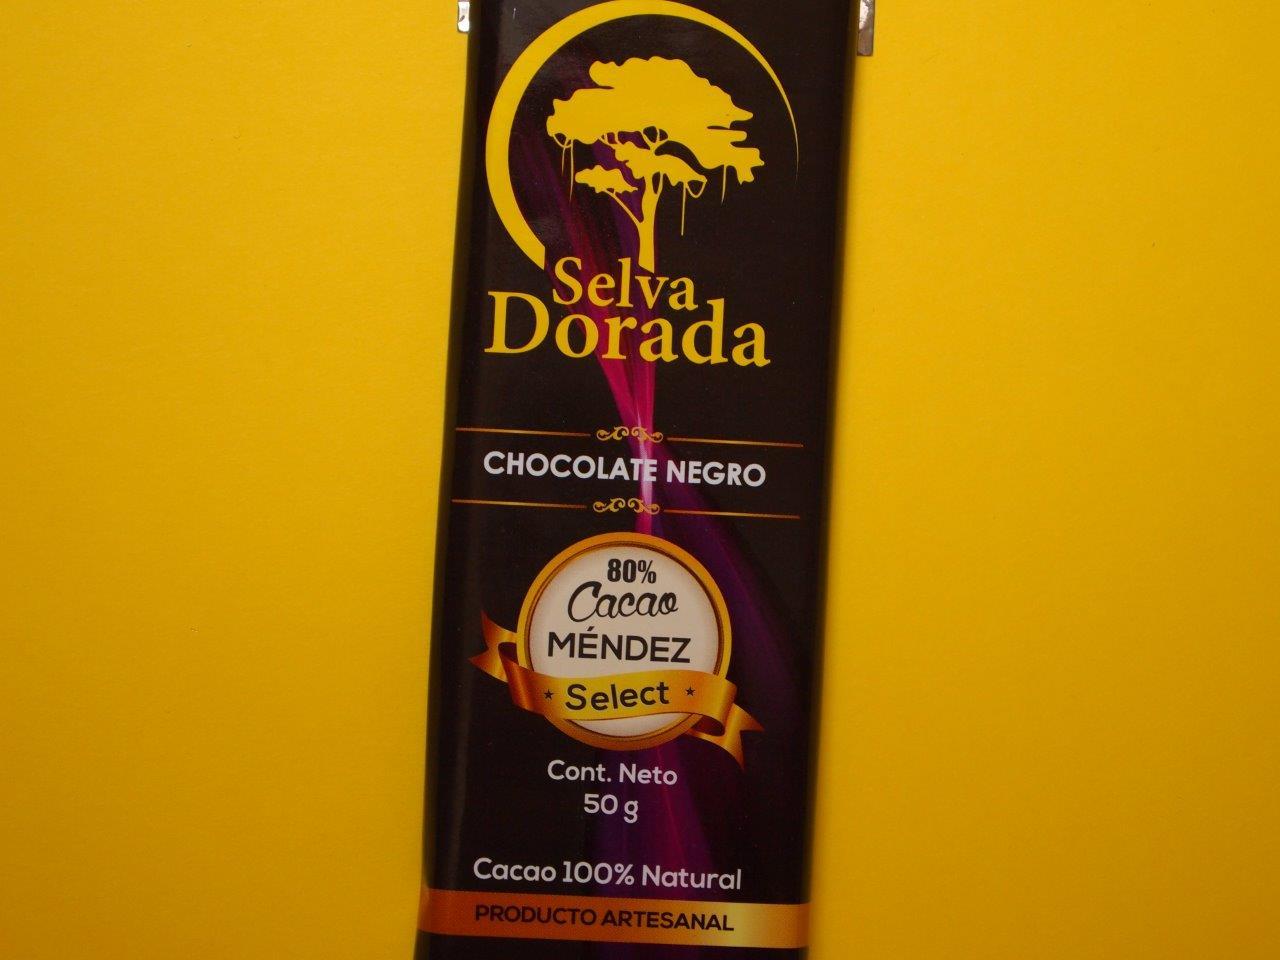 Selva
Dorada
CHOCOLATE NEGRO
80%
Cacao
MÉNDEZ
Select
Cont. Neto
50 g
Cacao 100% Natural
PRODUCTO ARTESANAL